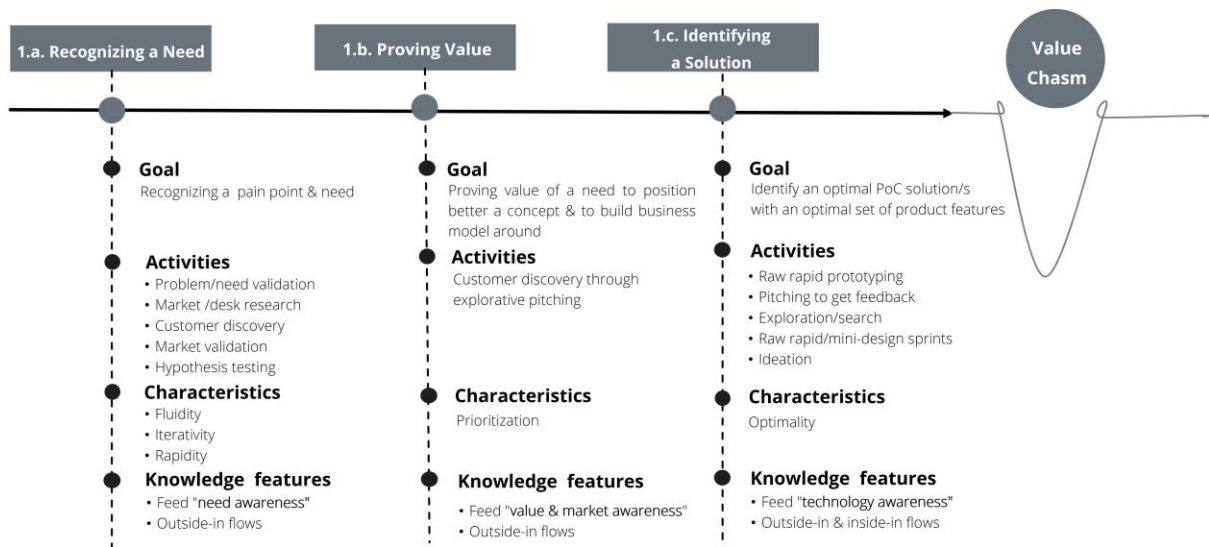 1.a. Recognizing a Need
1.b. Proving Value
1.c. Identifying
a Solution
Value
Chasm
Goal
Recognizing a pain point & need
Activities
• Problem/need validation
• Market /desk research
• Customer discovery
• Market validation
• Hypothesis testing
Characteristics
• Fluidity
• Iterativity
• Rapidity
Knowledge features
• Feed "need awareness"
• Outside-in flows
Goal
Proving value of a need to position
better a concept & to build business
model around
Activities
Customer discovery through
explorative pitching
Characteristics
Prioritization
Knowledge features
• Feed "value & market awareness"
• Outside-in flows
Goal
Identify an optimal PoC solution/s
with an optimal set of product features
Activities
• Raw rapid prototyping
• Pitching to get feedback
• Exploration/search
• Raw rapid/mini-design sprints
• Ideation
Characteristics
Optimality
Knowledge features
• Feed "technology awareness"
• Outside-in & inside-in flows